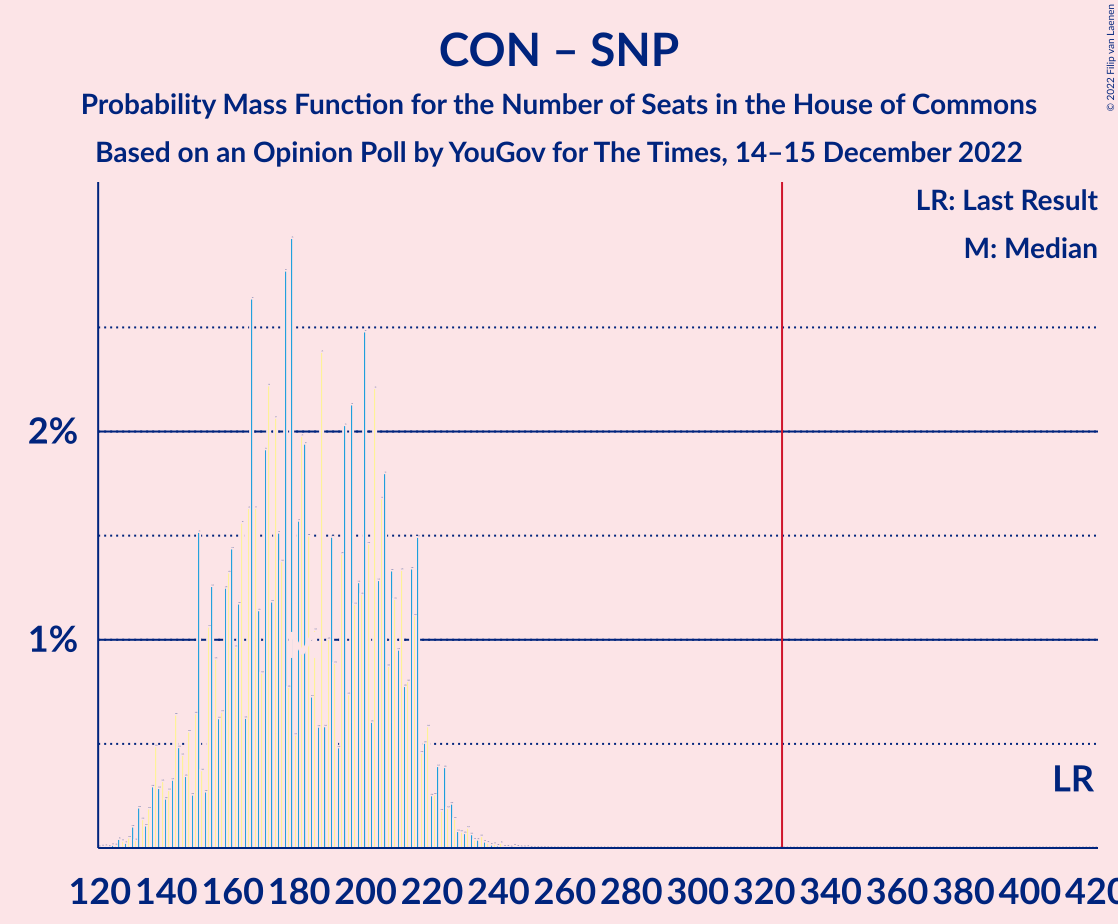 CON – SNP
Probability Mass Function for the Number of Seats in the House of Commons
Based on an Opinion Poll by YouGov for The Times, 14–15 December 2022
© 2022 Filip van Laenen
LR: Last Result
M: Median
2%
1%
LR
120 140 160 180 200 220 240 260 280 300 320 340 360 380 400 420